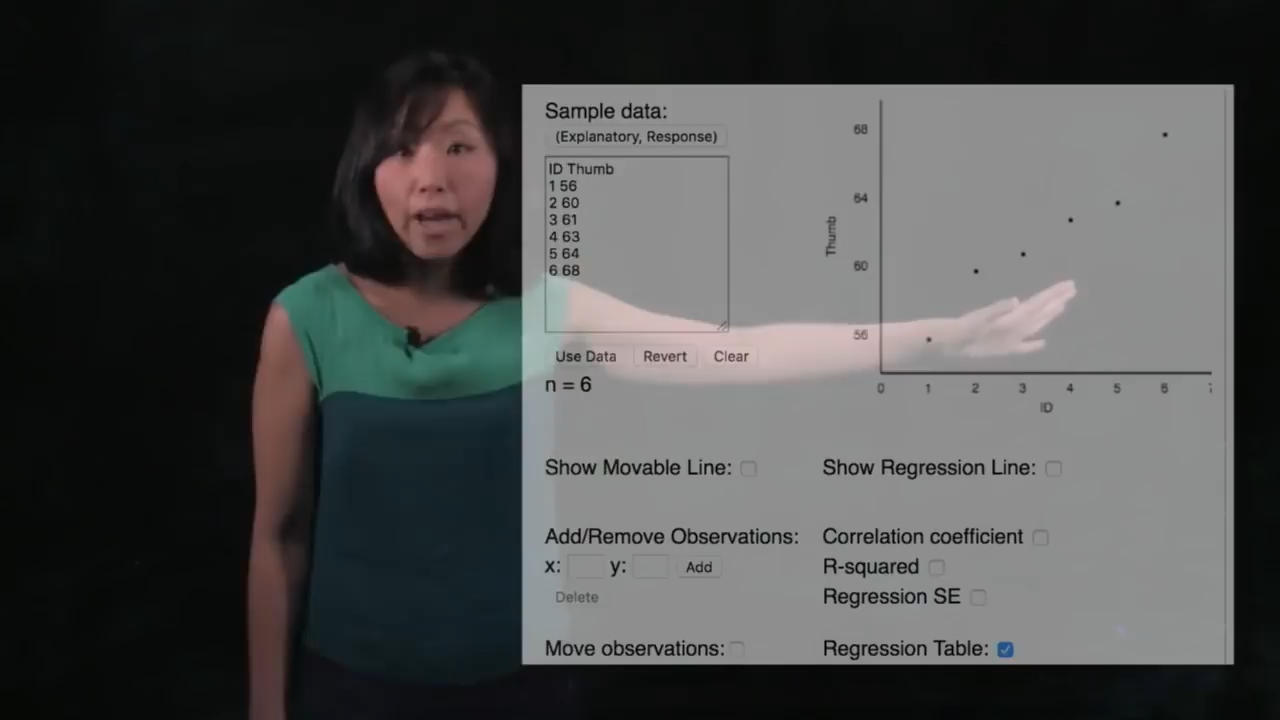 Sample data:
(Explanatory, Response)
ID Thumb
1 56
2 60
3 61
4 63
5 64
6 68
Use Data Revert Clear
n = 6
68
64
60
56
Thumb
0 1 2 3 4 5 6
ID
Show Movable Line:
Show Regression Line:
Add/Remove Observations:
x: y: Add
Delete
Move observations:
Correlation coefficient
R-squared
Regression SE
Regression Table: